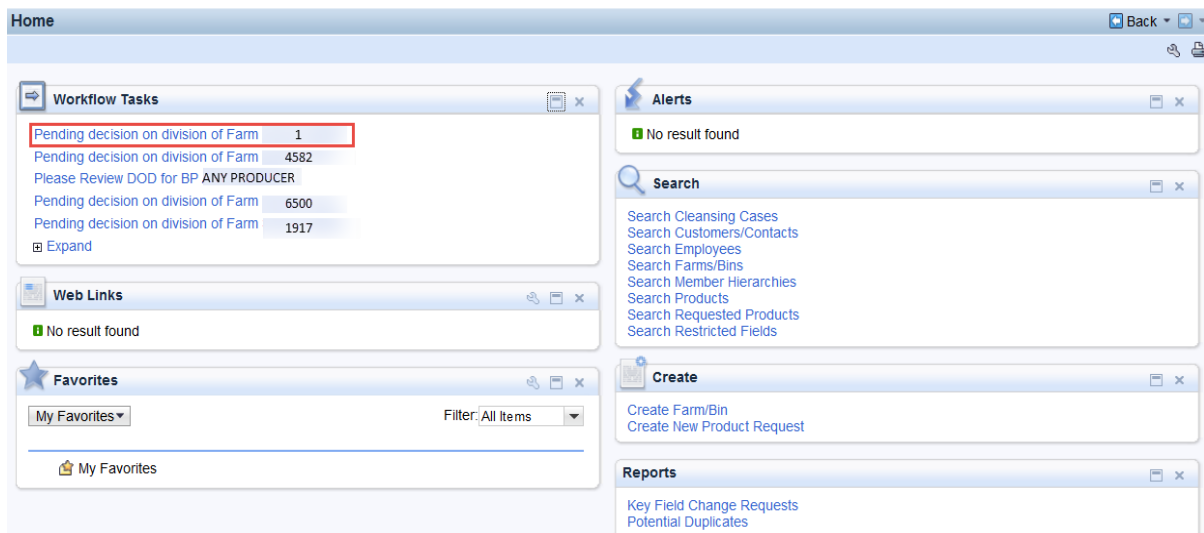 Home
Back
Workflow Tasks
Pending decision on division of Farm 1
Pending decision on division of Farm 4582
Please Review DOD for BP ANY PRODUCER
Pending decision on division of Farm 6500
Pending decision on division of Farm 1917
Expand
Web Links
No result found
Favorites
My Favorites
Filter: All Items
My Favorites
Alerts
No result found
Search
Search Cleansing Cases
Search Customers/Contacts
Search Employees
Search Farms/Bins
Search Member Hierarchies
Search Products
Search Requested Products
Search Restricted Fields
Create
Create Farm/Bin
Create New Product Request
Reports
Key Field Change Requests
Potential Duplicates